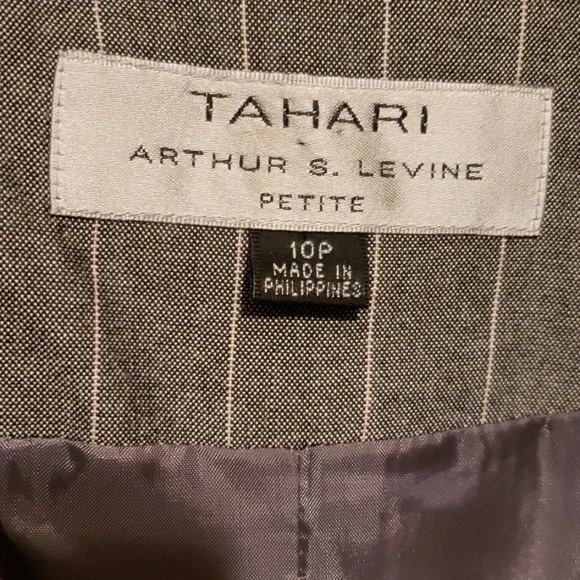 TAHARI
ARTHUR S. LEVINE
PETITE
10P
MADE IN
PHILIPPINES